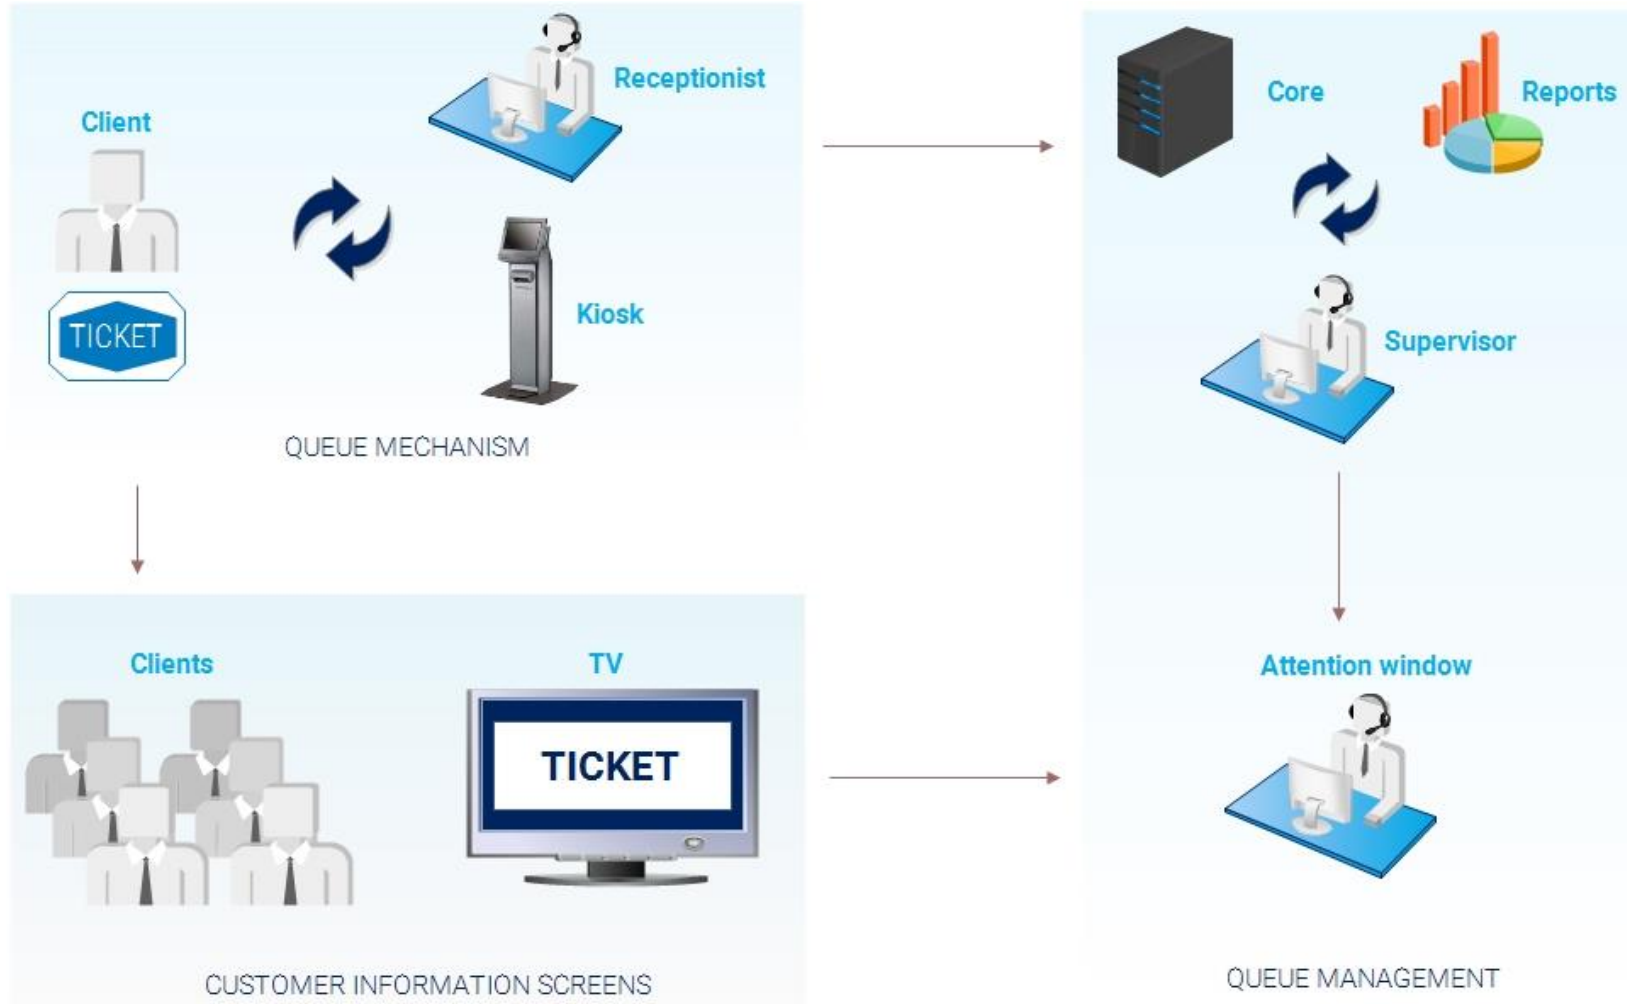 Receptionist
Client
Kiosk
TICKET
QUEUE MECHANISM
Core
Reports
Supervisor
Clients
TV
TICKET
CUSTOMER INFORMATION SCREENS
Attention window
QUEUE MANAGEMENT